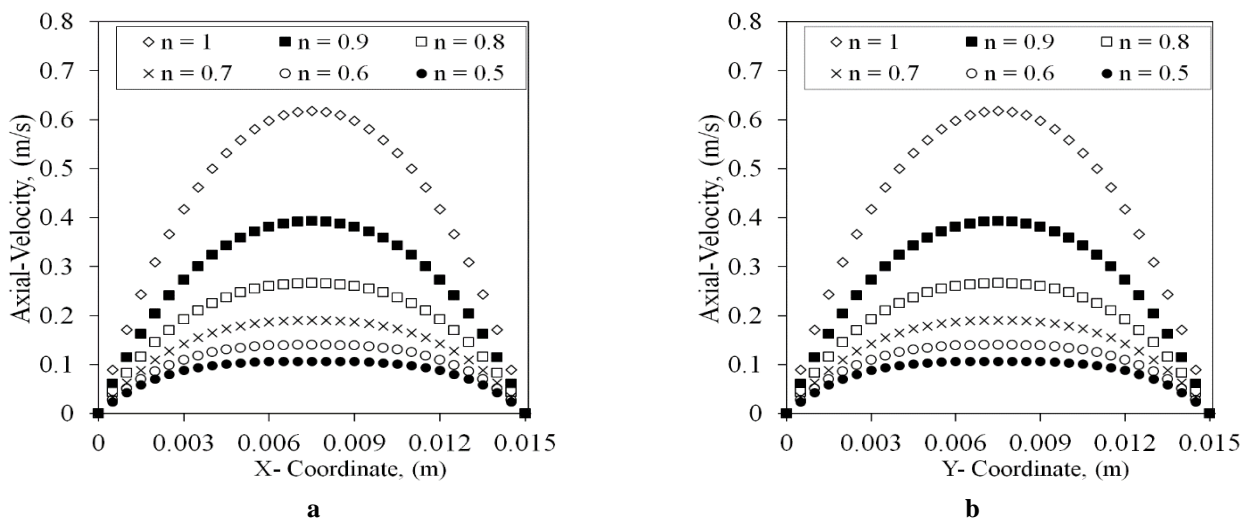 0.8
0.7
0.6
0.5
0.4
0.3
0.2
0.1
0
Axial-Velocity, (m/s)
n = 1 n = 0.9 n = 0.8
n = 0.7 n = 0.6 n = 0.5
0 0.003 0.006 0.009 0.012 0.015
X- Coordinate, (m)
a
0.8
0.7
0.6
0.5
0.4
0.3
0.2
0.1
0
Axial-Velocity, (m/s)
n = 1 n = 0.9 n = 0.8
n = 0.7 n = 0.6 n = 0.5
0 0.003 0.006 0.009 0.012 0.015
Y- Coordinate, (m)
b